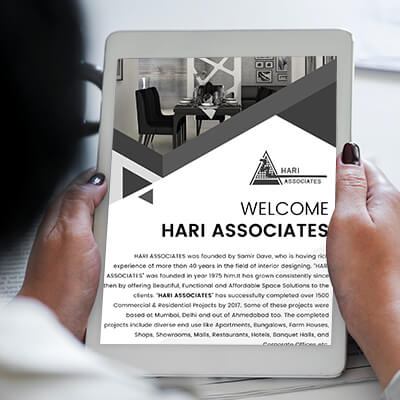 HARI
ASSOCIATES
WELCOME
HARI ASSOCIATES
HARI ASSOCIATES was founded by Samir Dave, who is having rich
experience of more than 40 years in the field of interior designing. "HARI
ASSOCIATES" was founded in year 1975 him.It has grown consistently since
then by offering Beautiful, Functional and Affordable Space Solutions to the
clients. "HARI ASSOCIATES" has successfully completed over 1500
Commercial & Residential Projects by 2017. Some of these projects were
based at Mumbai, Delhi and out of Ahmedabad too. The completed
projects include diverse end use like Apartments, Bungalows, Farm Houses,
Shops, Showrooms, Malls, Restaurants, Hotels, Banquet Halls, and
Corporate Offices etc.